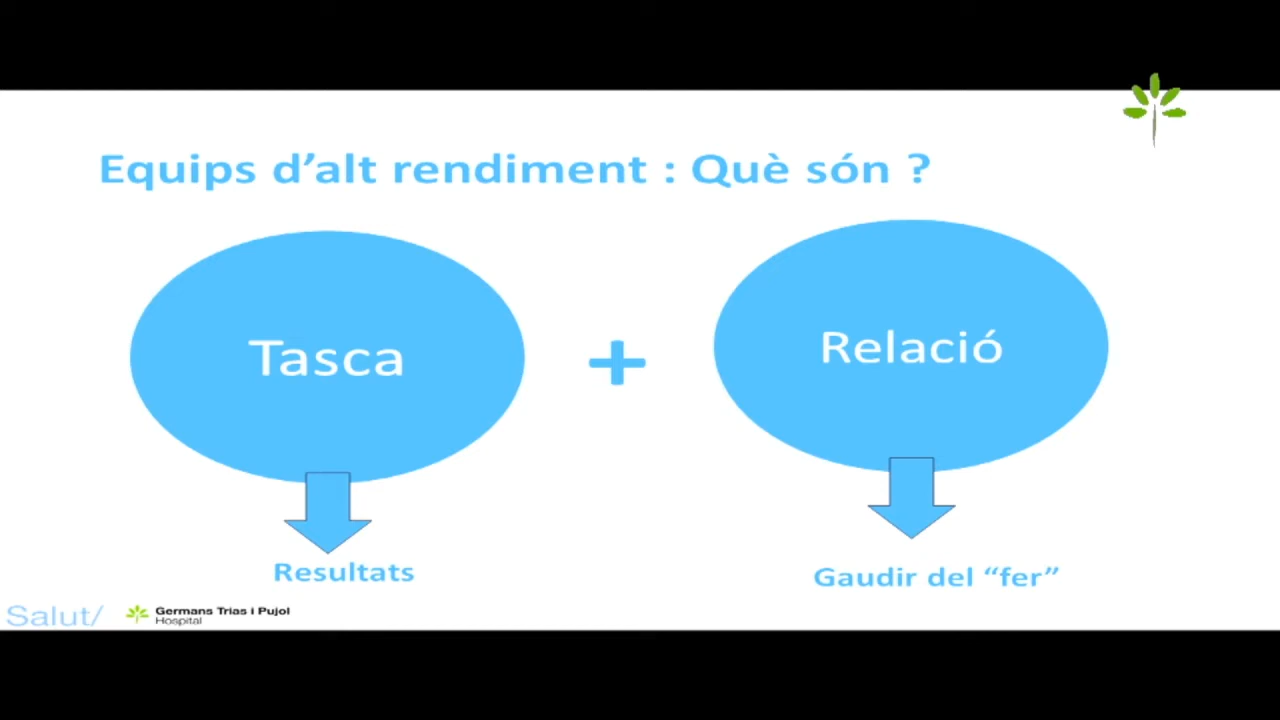 Equips d’alt rendiment : Què són ?
Tasca
+
Relació
Resultats
Gaudir del “fer”
Salut/
Germans Trias i Pujol
Hospital